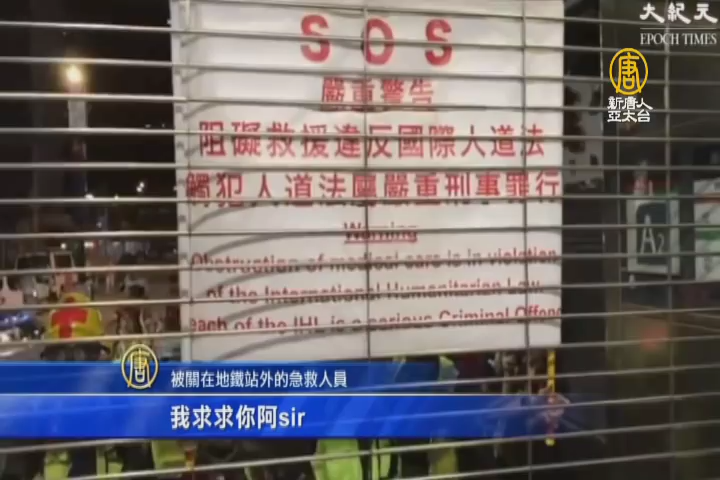 大紀元
EPOCH TIMES
唐
新唐人
亞太台
SOS
嚴重警告
阻礙救援違反國際人道法
觸犯人道法屬嚴重刑事罪行
Warning
Obstruction of medical care is in violation
of the International Humanitarian Law
each of the IHL is a serious Criminal Offenc
A2
唐
被關在地鐵站外的急救人員
我求求你阿sir